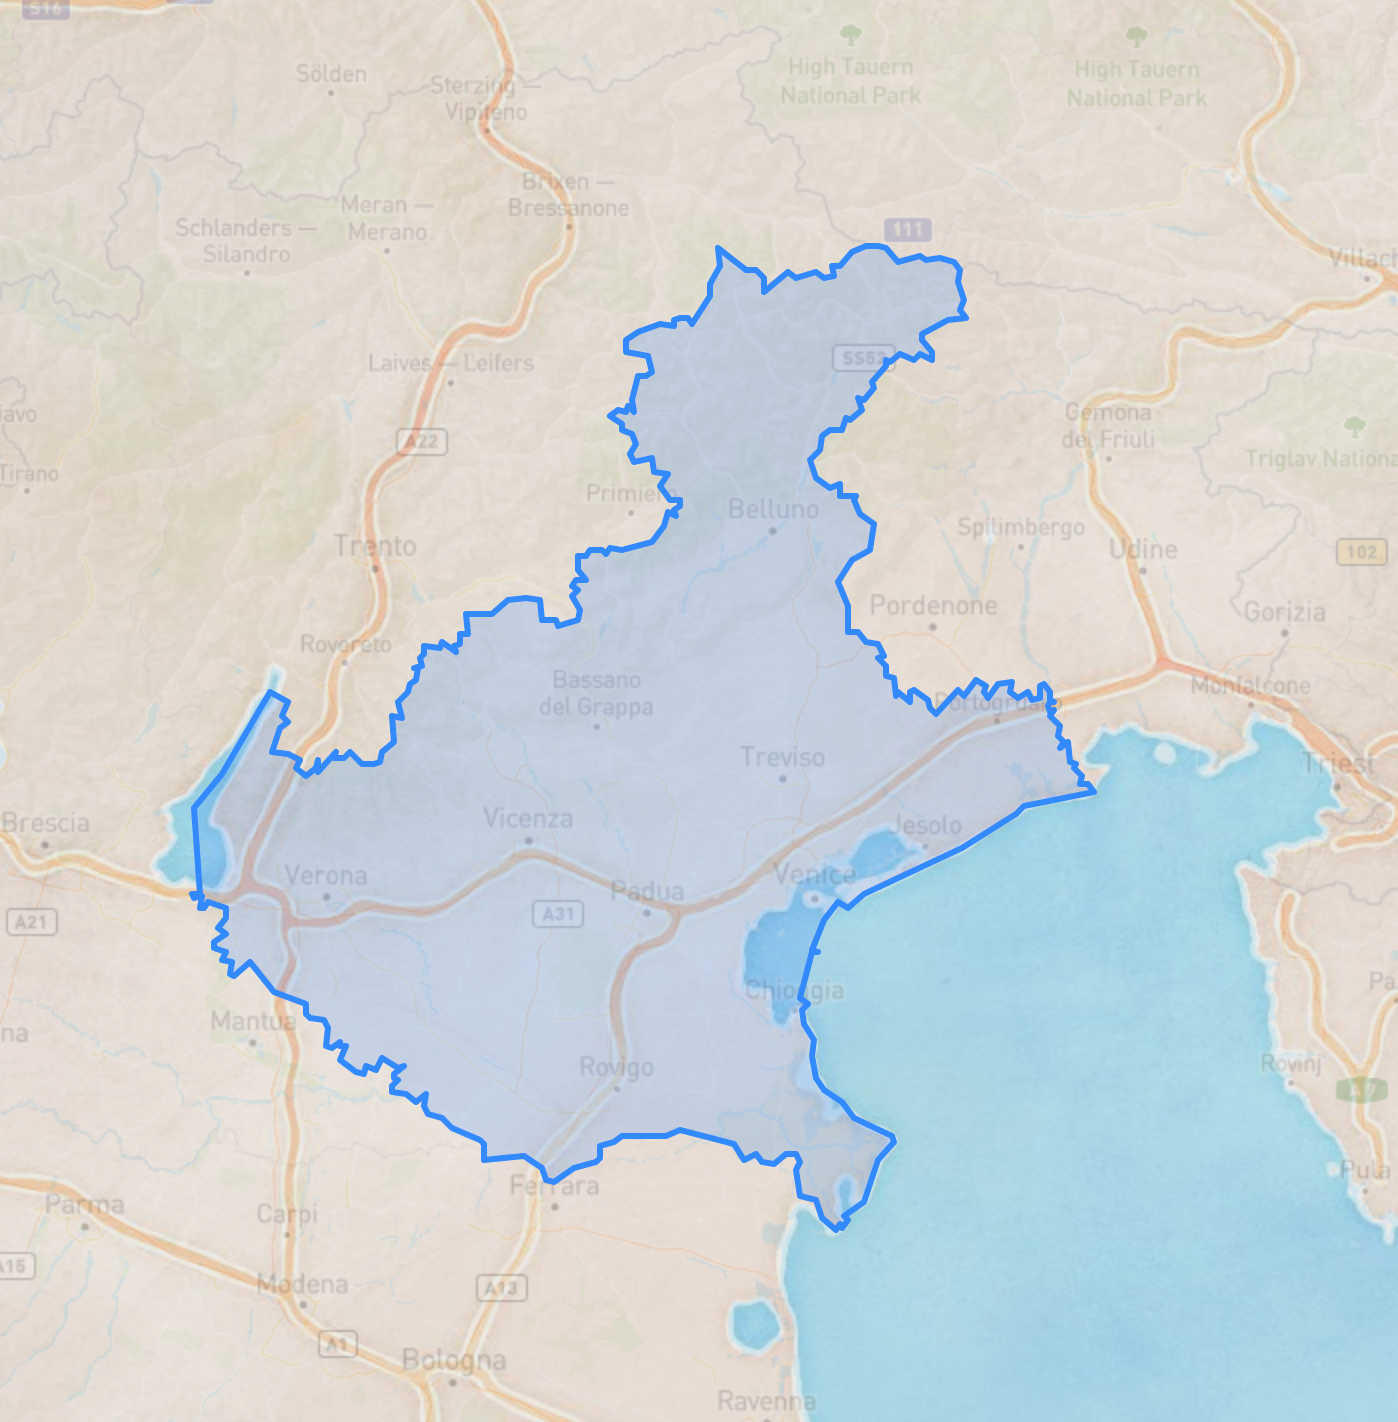 S16
High Tauern
National Park
High Tauern
National Park
Sölden
Sterzing —
Vipiteno
Brixen —
Bressanone
Meran —
Merano
Schlanders —
Silandro
111
Villach
Laives — Leifers
SS52
A22
Gemona
del Friuli
Tirano
Triglav Nationa
Primiero
Belluno
Spilimbergo
Trento
Udine
102
Pordenone
Gorizia
Rovereto
Bassano
del Grappa
Portogruaro
Monfalcone
Treviso
Triest
Brescia
Vicenza
Jesolo
Verona
Venice
Padua
A31
A21
Chioggia
Pa
Mantua
na
Rovigo
Rovinj
Pula
Ferrara
Parma
Carpi
A15
Modena
A13
A1
Bologna
Ravenna